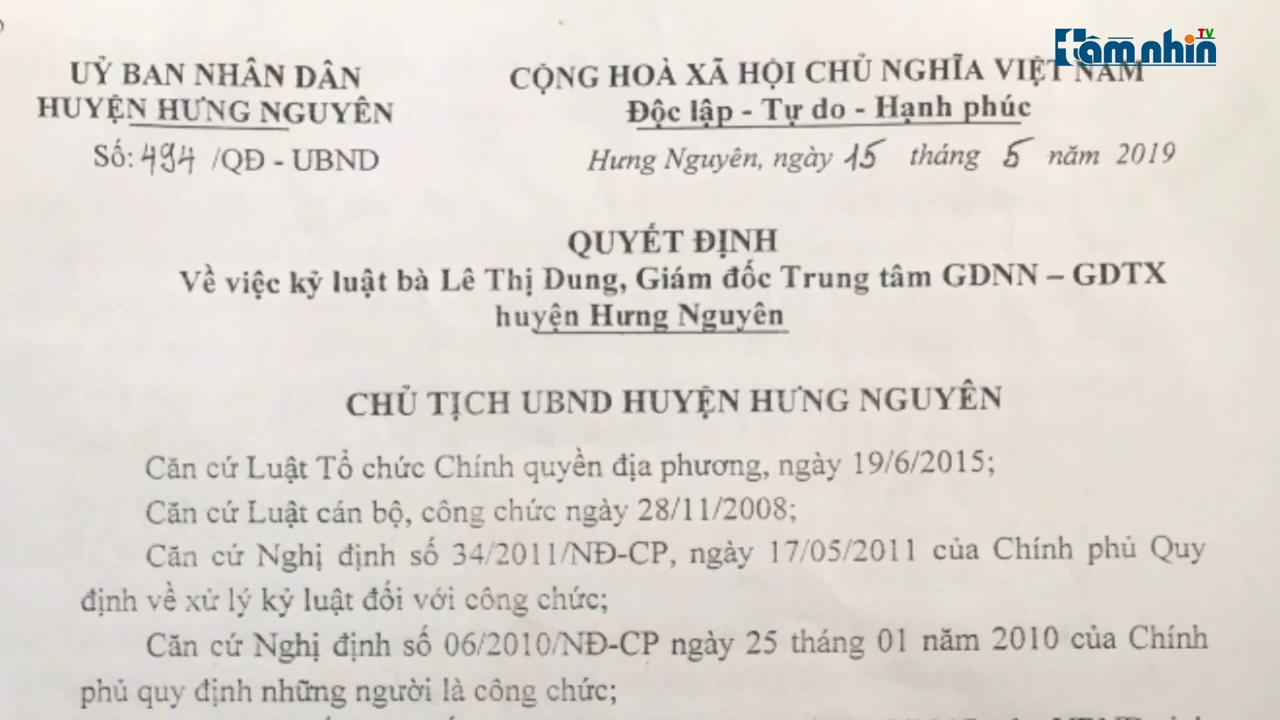 TV
tầmnhìn
UỶ BAN NHÂN DÂN
HUYỆN HƯNG NGUYÊN
Số: 494 /QĐ - UBND
CỘNG HOÀ XÃ HỘI CHỦ NGHĨA VIỆT NAM
Độc lập - Tự do - Hạnh phúc
Hưng Nguyên, ngày 15 tháng 5 năm 2019
QUYẾT ĐỊNH
Về việc kỷ luật bà Lê Thị Dung, Giám đốc Trung tâm GDNN – GDTX
huyện Hưng Nguyên
CHỦ TỊCH UBND HUYỆN HƯNG NGUYÊN
Căn cứ Luật Tổ chức Chính quyền địa phương, ngày 19/6/2015;
Căn cứ Luật cán bộ, công chức ngày 28/11/2008;
Căn cứ Nghị định số 34/2011/NĐ-CP, ngày 17/05/2011 của Chính phủ Quy
định về xử lý kỷ luật đối với công chức;
Căn cứ Nghị định số 06/2010/NĐ-CP ngày 25 tháng 01 năm 2010 của Chính
phủ quy định những người là công chức;